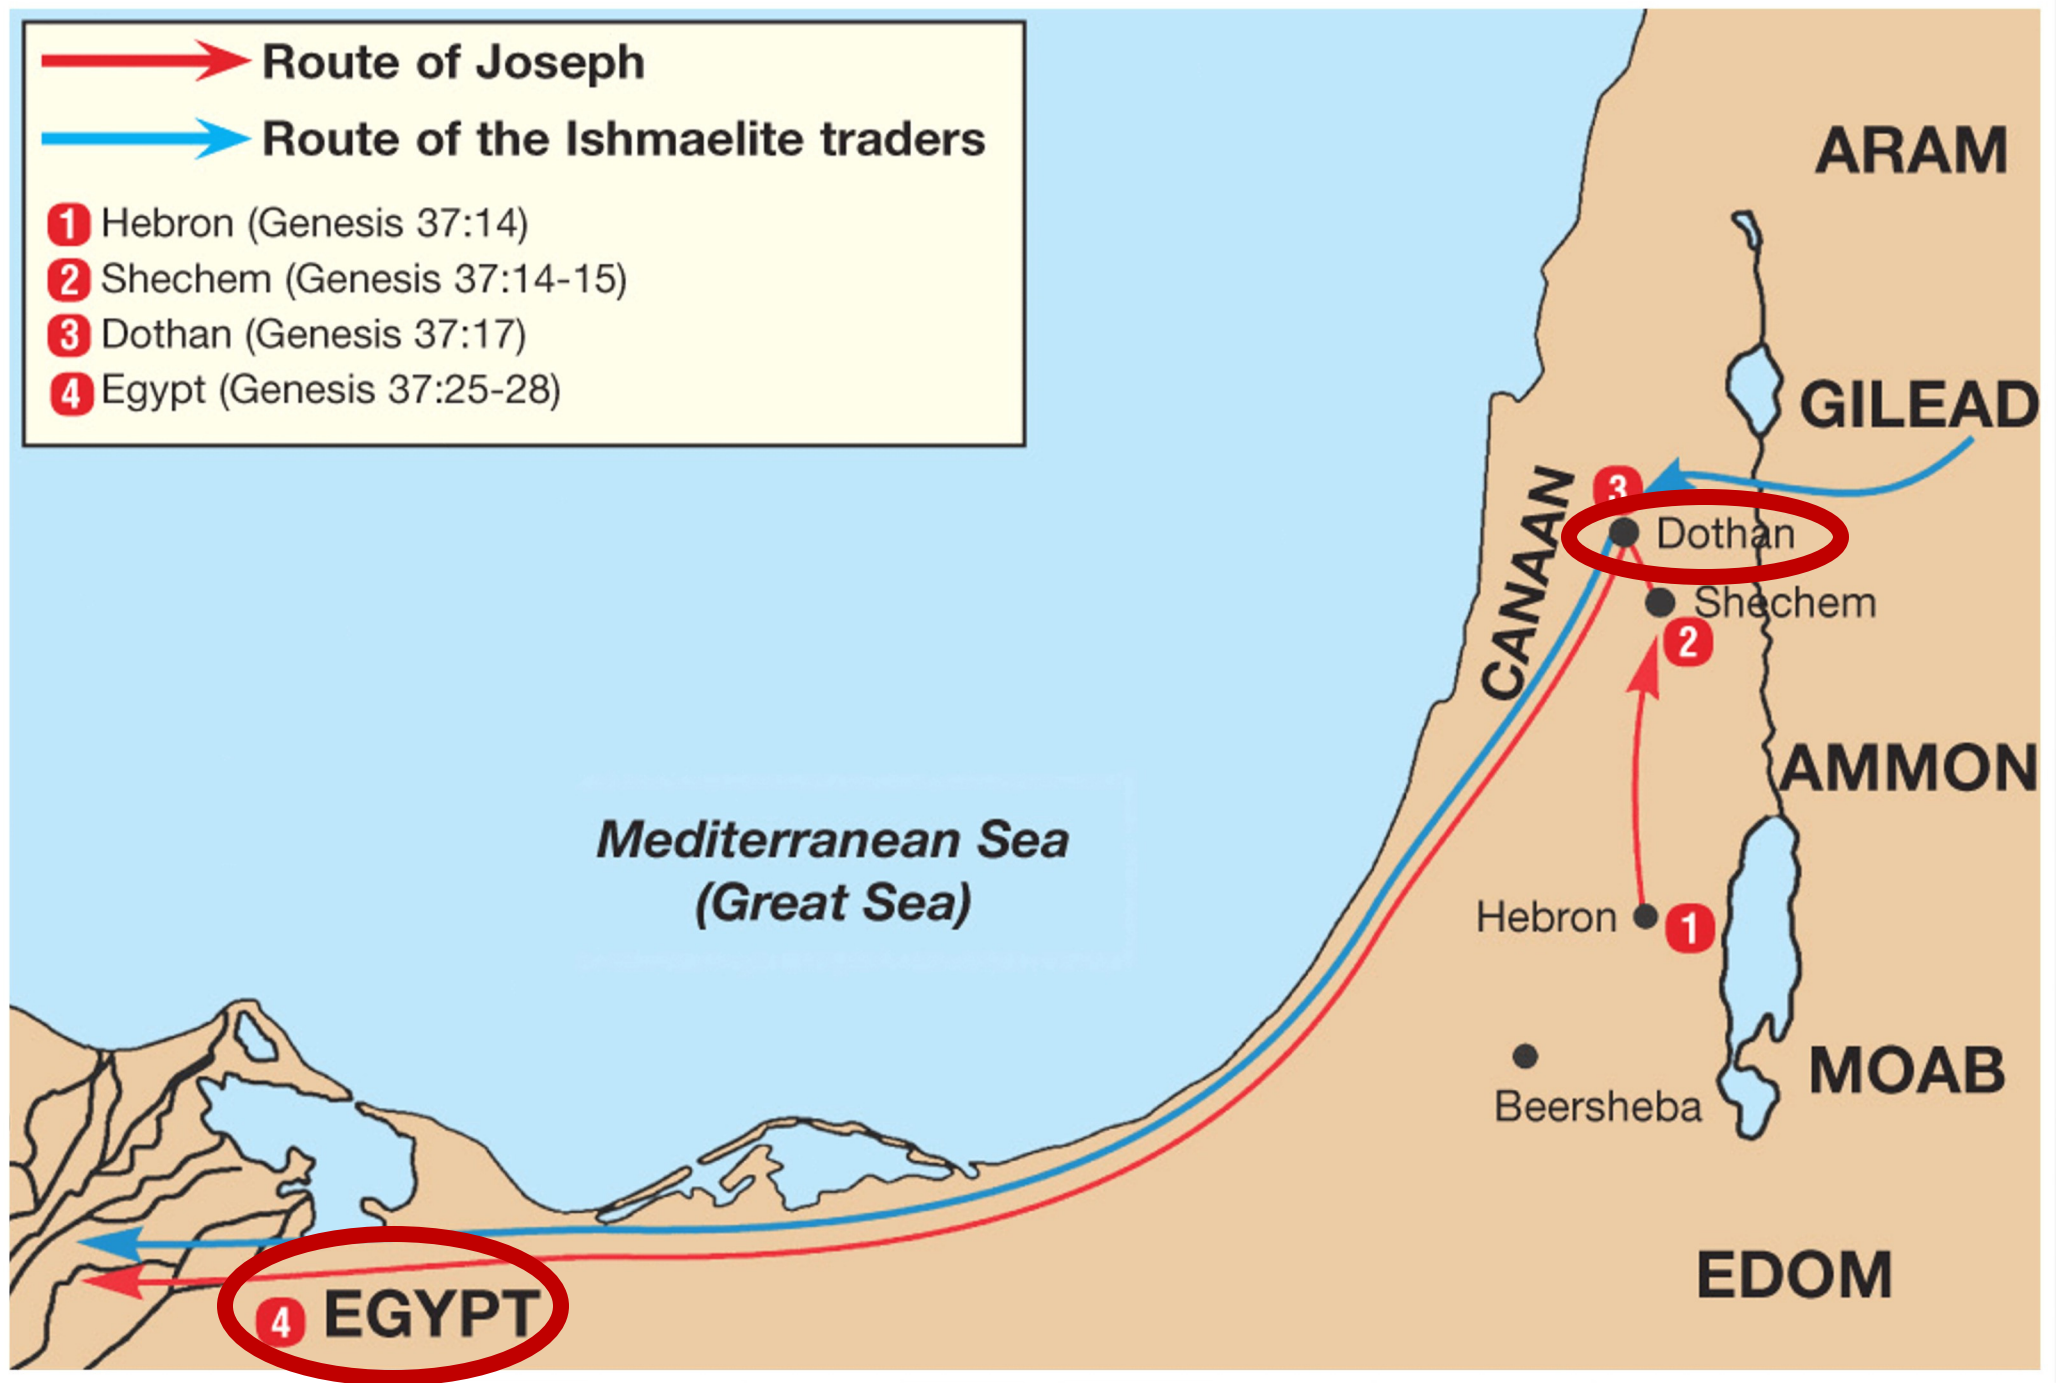 Route of Joseph
Route of the Ishmaelite traders
1 Hebron (Genesis 37:14)
2 Shechem (Genesis 37:14-15)
3 Dothan (Genesis 37:17)
4 Egypt (Genesis 37:25-28)
ARAM
GILEAD
CANAAN
3
Dothan
Shechem
2
AMMON
Mediterranean Sea
(Great Sea)
Hebron 1
MOAB
Beersheba
EDOM
4 EGYPT